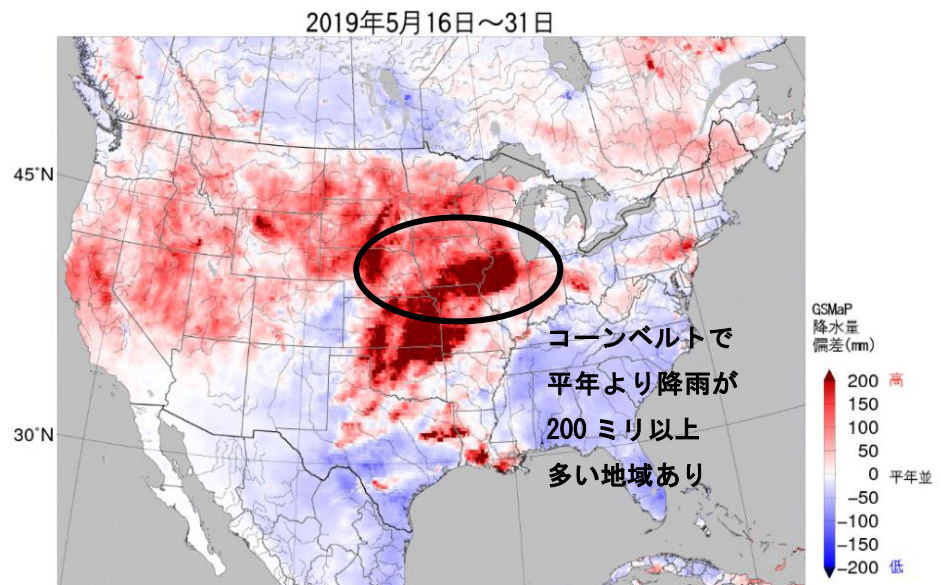 2019年5月16日～31日
45°N
30°N
コーンベルトで
平年より降雨が
200 ミリ以上
多い地域あり
GSMaP
降水量
偏差(mm)
200 高
150
100
50
0 平年並
-50
-100
-150
-200 低